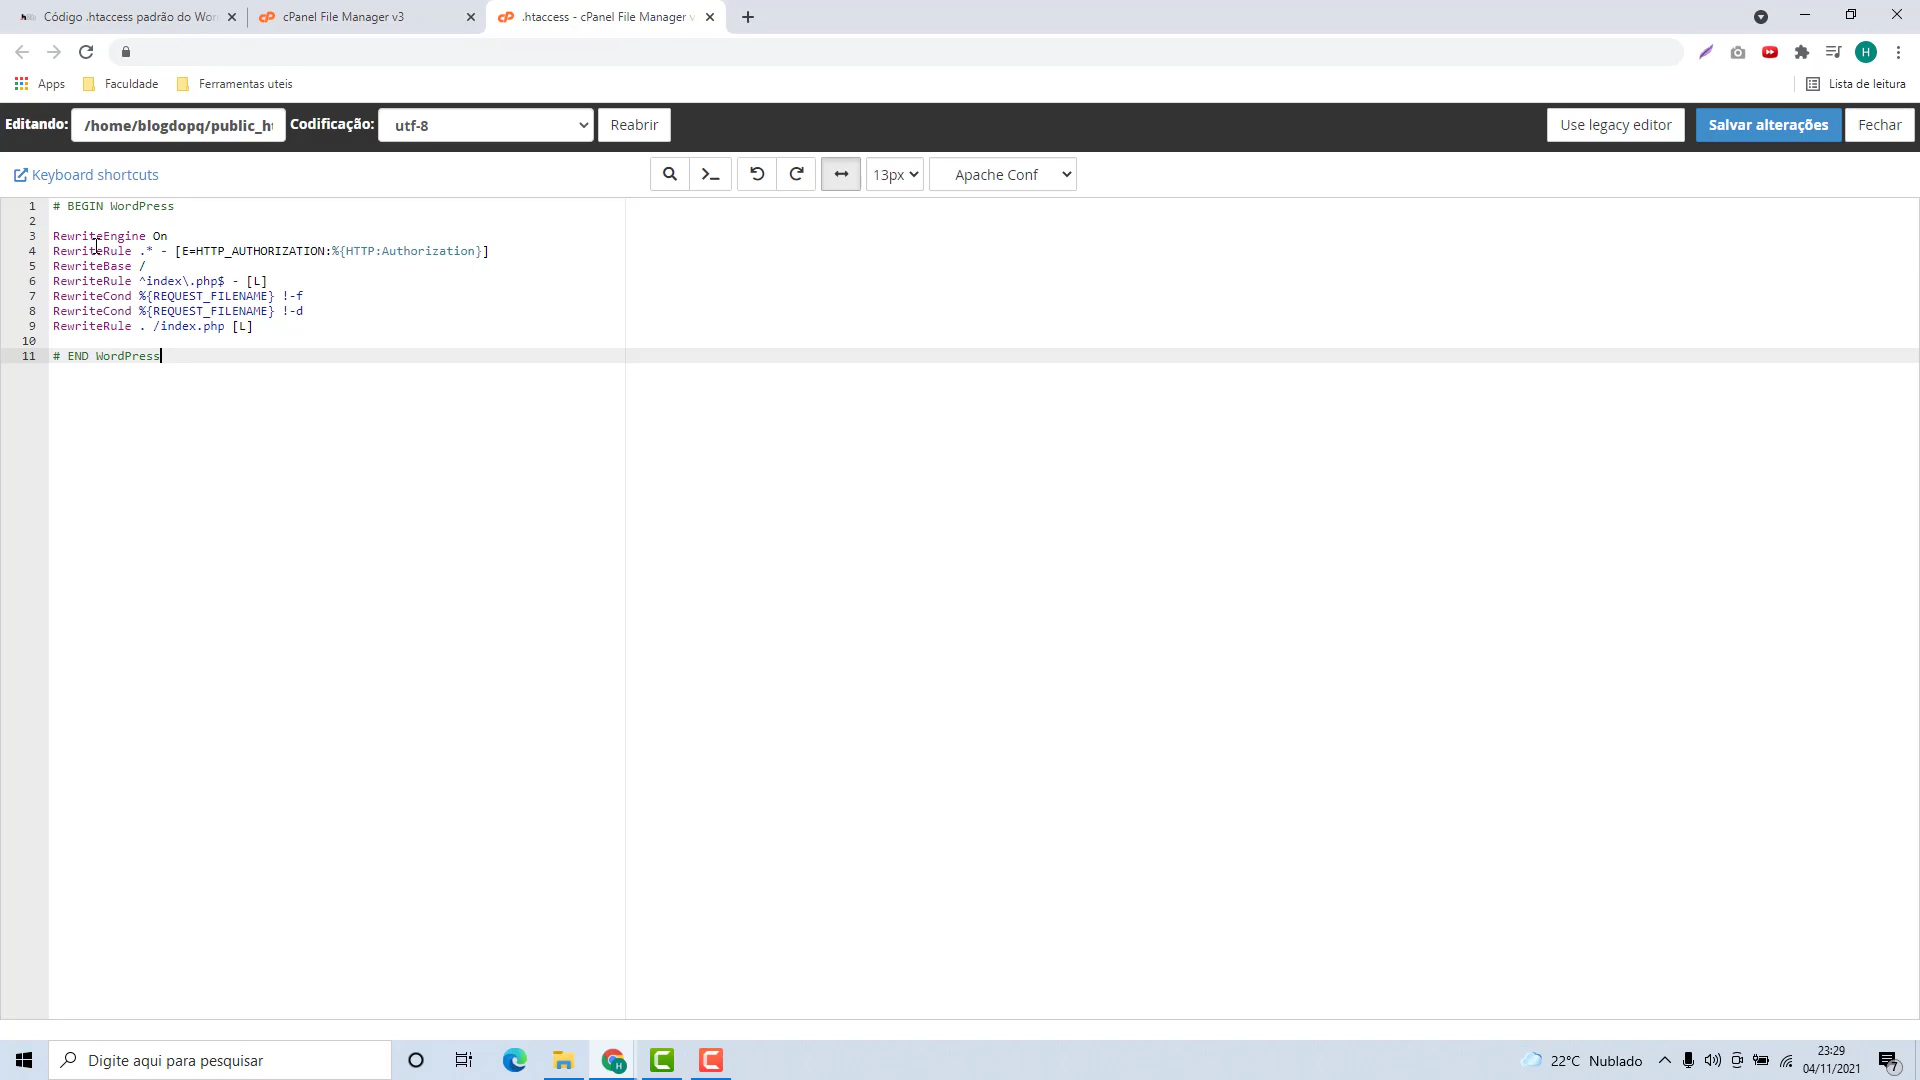 Código .htaccess padrão do Wor
cPanel File Manager v3
.htaccess - cPanel File Manager v
Apps
Faculdade
Ferramentas uteis
Lista de leitura
Editando:
/home/blogdopq/public_ht
Codificação:
utf-8
Reabrir
Use legacy editor
Salvar alterações
Fechar
Keyboard shortcuts
13px
Apache Conf
1 # BEGIN WordPress
2
3 RewriteEngine On
4 RewriteRule .* - [E=HTTP_AUTHORIZATION:%{HTTP:Authorization}]
5 RewriteBase /
6 RewriteRule ^index\.php$ - [L]
7 RewriteCond %{REQUEST_FILENAME} !-f
8 RewriteCond %{REQUEST_FILENAME} !-d
9 RewriteRule . /index.php [L]
10
11 # END WordPress
Digite aqui para pesquisar
22°C Nublado
23:29
04/11/2021
7
H